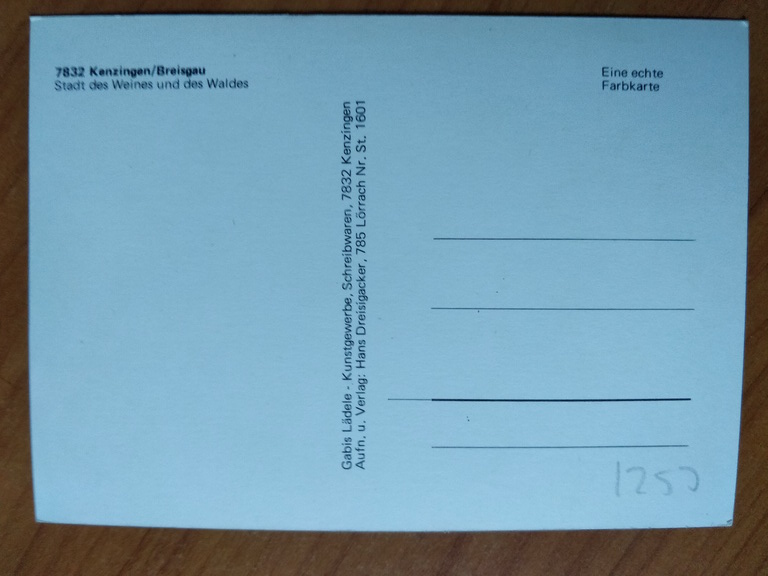 7832 Kenzingen/Breisgau
Stadt des Weines und des Waldes
Eine echte
Farbkarte
Gabis Lädele - Kunstgewerbe, Schreibwaren, 7832 Kenzingen
Aufn. u. Verlag: Hans Dreisigacker, 785 Lörrach Nr. St. 1601